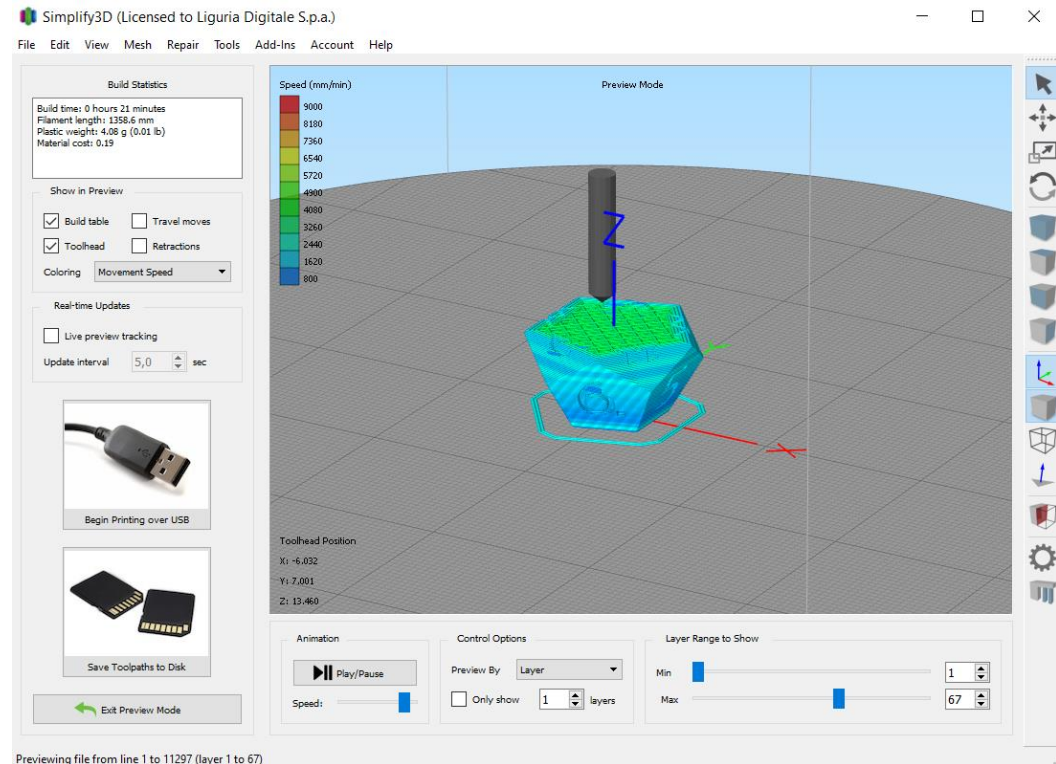 Simplify3D (Licensed to Liguria Digitale S.p.a.)
File Edit View Mesh Repair Tools Add-Ins Account Help
Build Statistics
Build time: 0 hours 21 minutes
Filament length: 1358.6 mm
Plastic weight: 4.08 g (0.01 lb)
Material cost: 0.19
Show in Preview
Build table Travel moves
Toolhead Retractions
Coloring Movement Speed
Real-time Updates
Live preview tracking
Update interval 5,0 sec
Begin Printing over USB
Save Toolpaths to Disk
Exit Preview Mode
Speed (mm/min)
Preview Mode
9000
8180
7360
6540
5720
4900
4080
3260
2440
1620
800
Z
Y
X
Toolhead Position
X: -6.032
Y: 7.001
Z: 13.460
Animation
Play/Pause
Speed:
Control Options
Preview By Layer
Only show 1 layers
Layer Range to Show
Min 1
Max 67
Previewing file from line 1 to 11297 (layer 1 to 67)